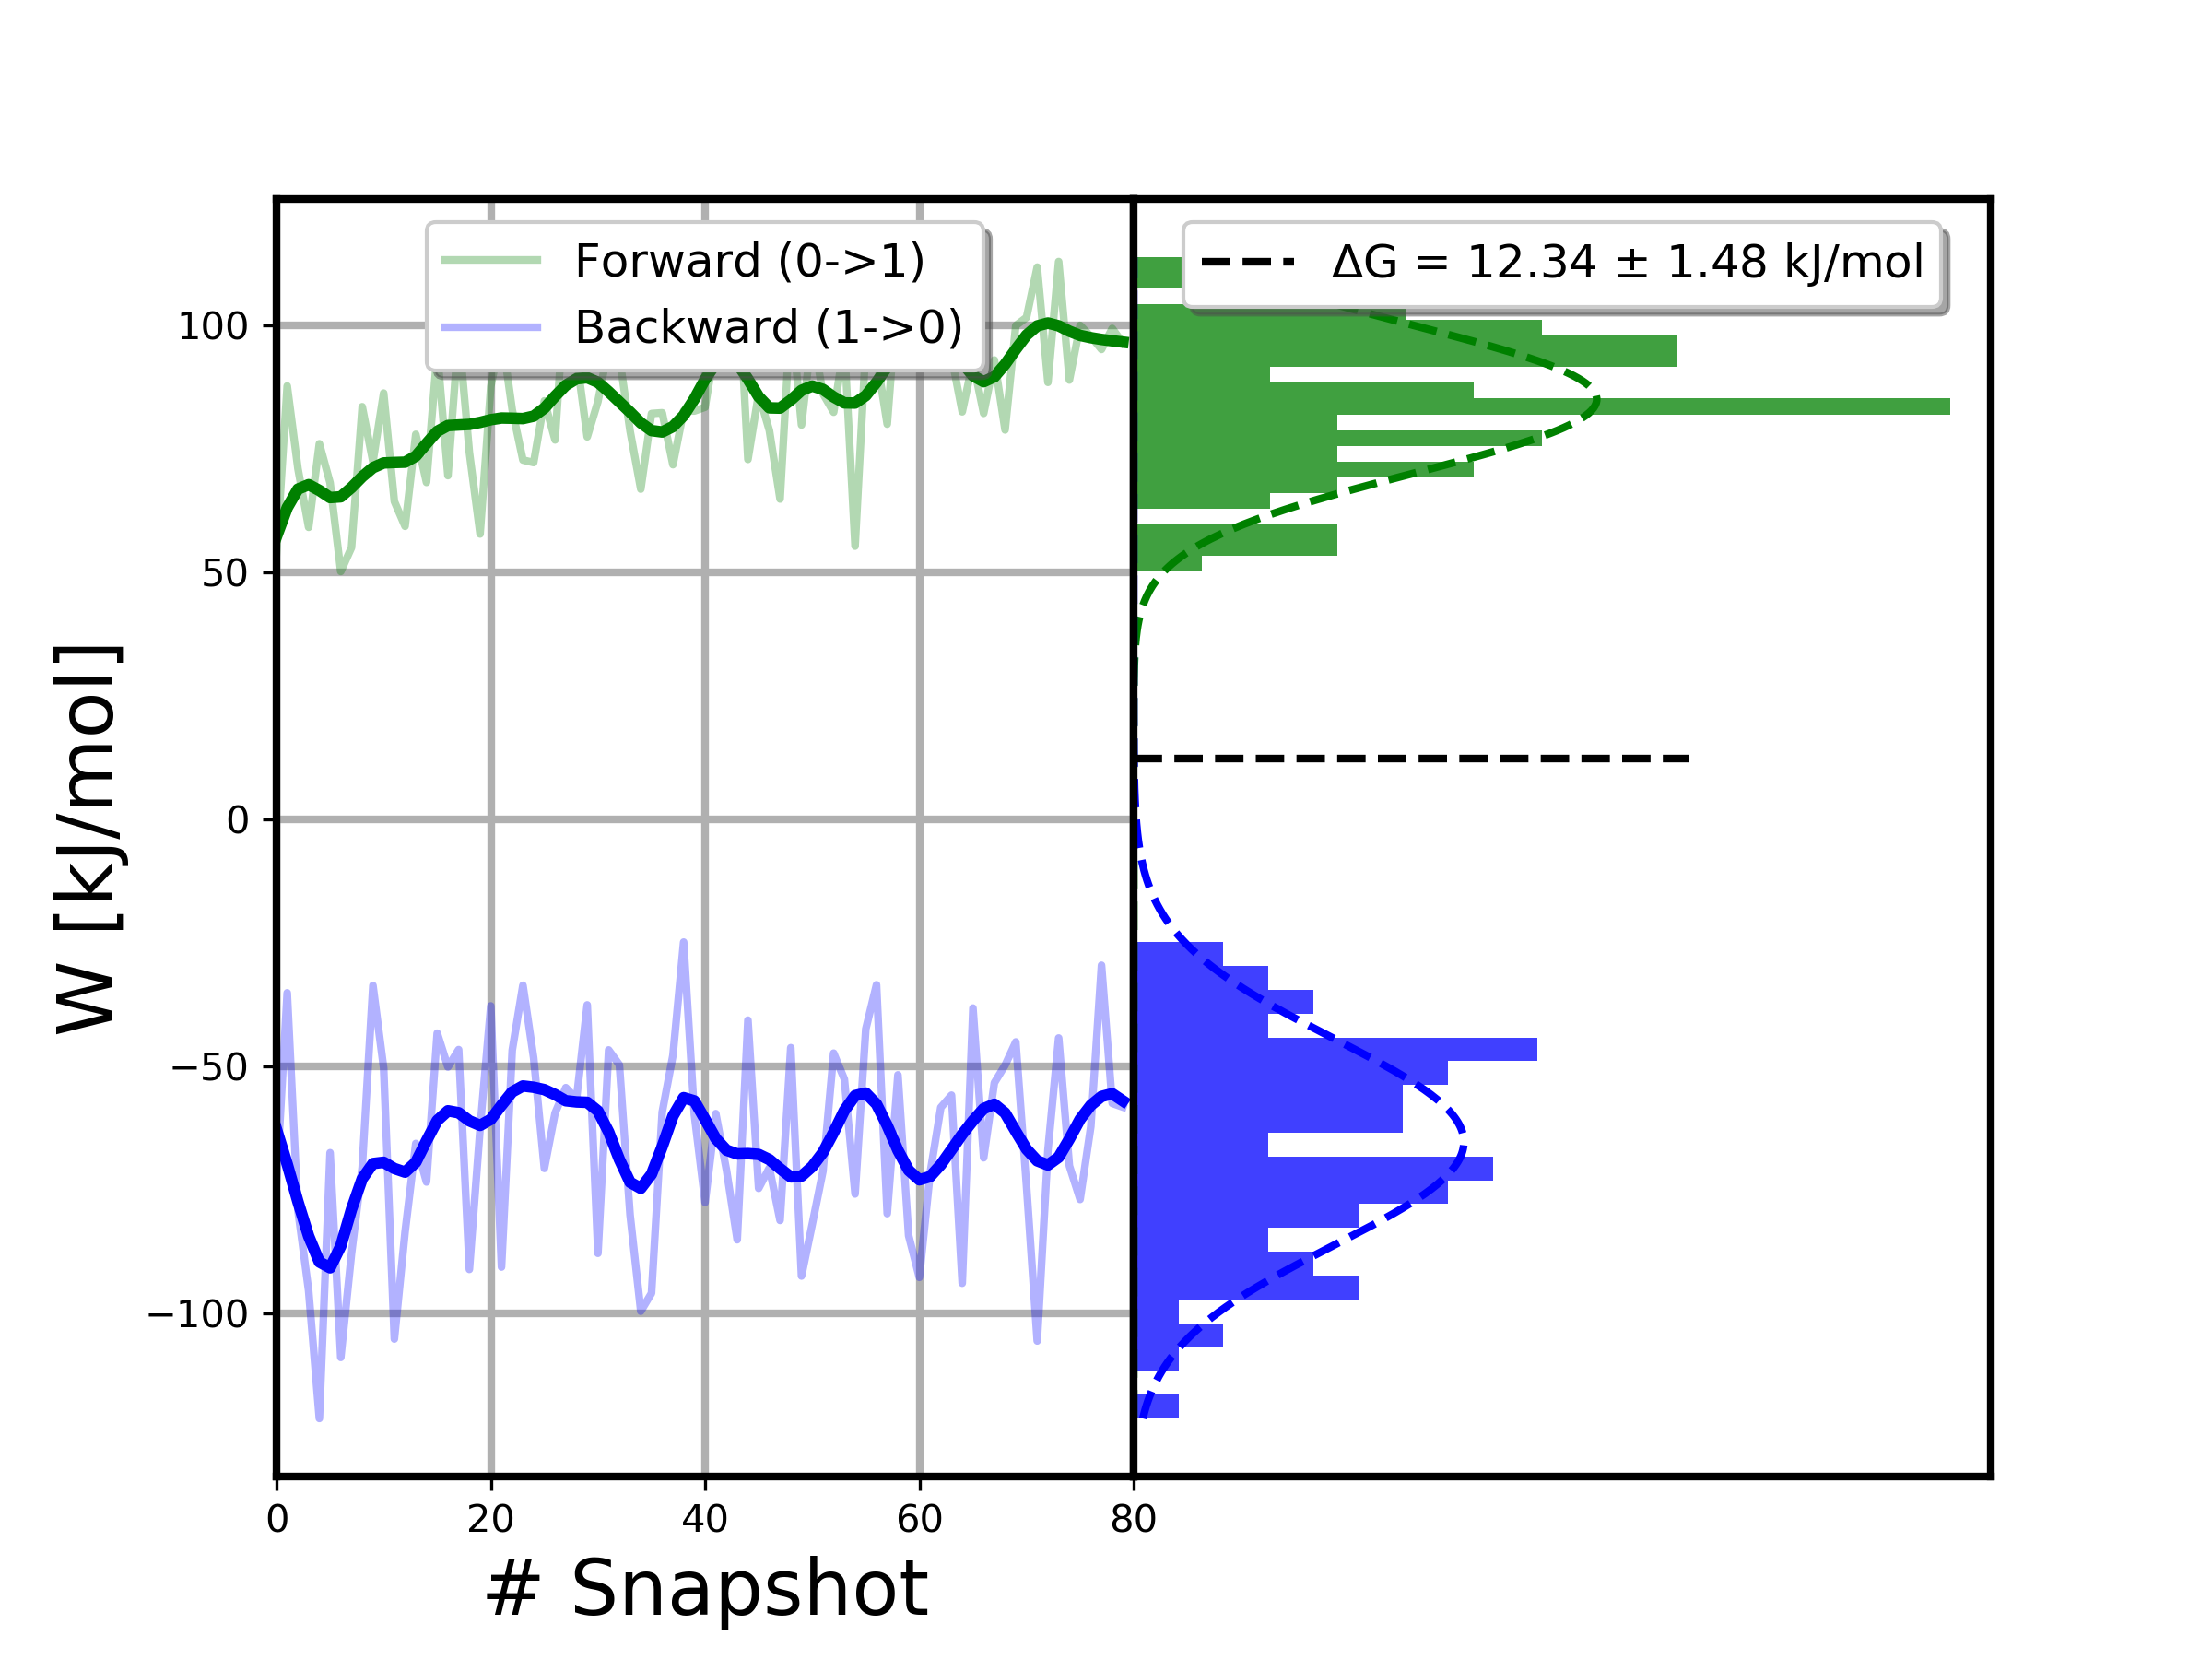 Forward (0->1)
Backward (1->0)
ΔG = 12.34 ± 1.48 kJ/mol
100
50
0
−50
−100
W [kJ/mol]
0 20 40 60 80
# Snapshot